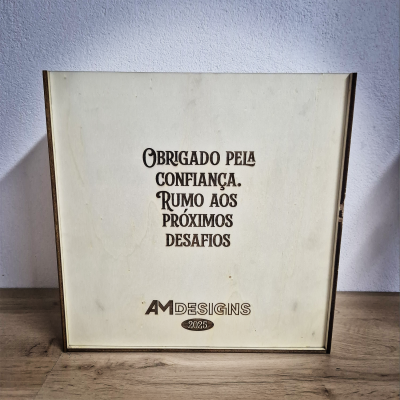 Obrigado pela
confiança.
Rumo aos
próximos
desafios
AMDESIGNS
2025